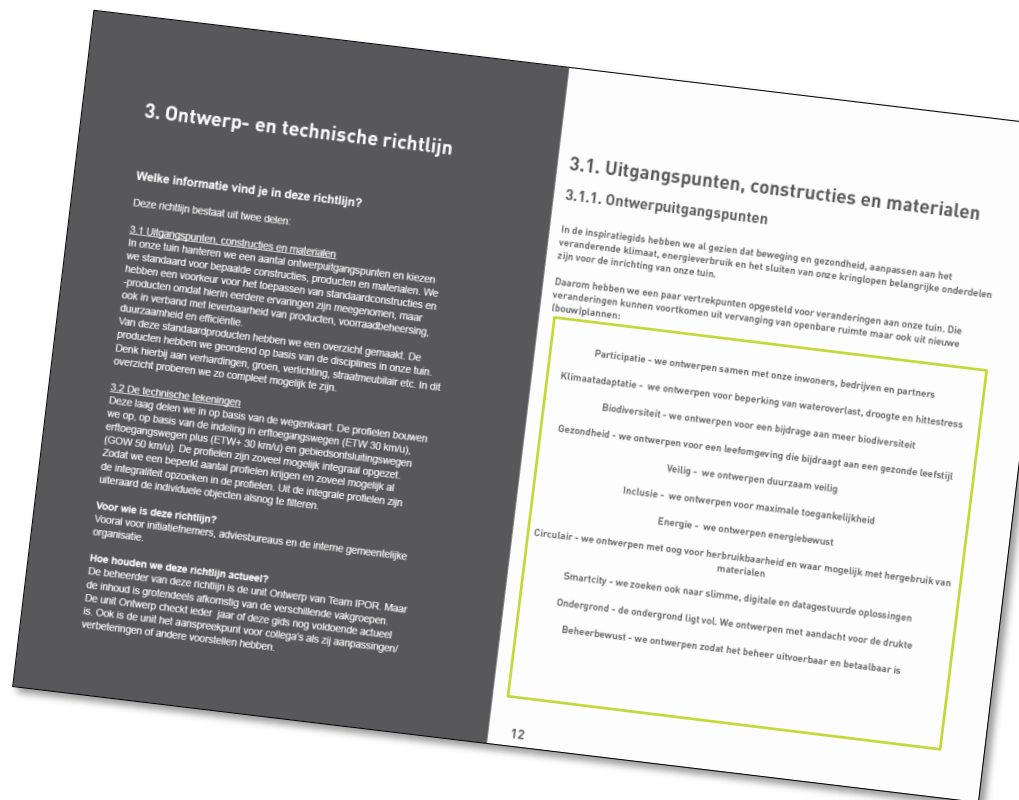 3. Ontwerp- en technische richtlijn
Welke informatie vind je in deze richtlijn?
Deze richtlijn bestaat uit twee delen:
3.1 Uitgangspunten, constructies en materialen
In onze tuin hanteren we een aantal ontwerpuitgangspunten en kiezen
we standaard voor bepaalde constructies, producten en materialen. We
hebben een voorkeur voor het toepassen van standaardconstructies en
-producten omdat hierin eerdere ervaringen zijn meegenomen, maar
ook in verband met leverbaarheid van producten, voorraadbeheersing,
duurzaamheid en efficiëntie.
Van deze standaardproducten hebben we een overzicht gemaakt. De
producten hebben we geordend op basis van de disciplines in onze tuin.
Denk hierbij aan verhardingen, groen, verlichting, straatmeubilair etc. In dit
overzicht proberen we zo compleet mogelijk te zijn.
3.2 De technische tekeningen
Deze laag delen we in op basis van de wegenkaart. De profielen bouwen
we op, op basis van de indeling in erftoegangswegen (ETW 30 km/u),
erftoegangswegen plus (ETW+ 30 km/u) en gebiedsontsluitingswegen
(GOW 50 km/u). De profielen zijn zoveel mogelijk integraal opgezet.
Zodat we een beperkt aantal profielen krijgen en zoveel mogelijk al
de integraliteit opzoeken in de profielen. Uit de integrale profielen zijn
uiteraard de individuele objecten alsnog te filteren.
Voor wie is deze richtlijn?
Vooral voor initiatiefnemers, adviesbureaus en de interne gemeentelijke
organisatie.
Hoe houden we deze richtlijn actueel?
De beheerder van deze richtlijn is de unit Ontwerp van Team IPOR. Maar
de inhoud is grotendeels afkomstig van de verschillende vakgroepen.
De unit Ontwerp checkt ieder jaar of deze gids nog voldoende actueel
is. Ook is de unit het aanspreekpunt voor collega's als zij aanpassingen/
verbeteringen of andere voorstellen hebben.
3.1. Uitgangspunten, constructies en materialen
3.1.1. Ontwerpuitgangspunten
In de inspiratiegids hebben we al gezien dat beweging en gezondheid, aanpassen aan het
veranderende klimaat, energieverbruik en het sluiten van onze kringlopen belangrijke onderdelen
zijn voor de inrichting van onze tuin.
Daarom hebben we een paar vertrekpunten opgesteld voor veranderingen aan onze tuin. Die
veranderingen kunnen voortkomen uit vervanging van openbare ruimte maar ook uit nieuwe
(bouw)plannen:
Participatie - we ontwerpen samen met onze inwoners, bedrijven en partners
Klimaatadaptatie - we ontwerpen voor beperking van wateroverlast, droogte en hittestress
Biodiversiteit - we ontwerpen voor een bijdrage aan meer biodiversiteit
Gezondheid - we ontwerpen voor een leefomgeving die bijdraagt aan een gezonde leefstijl
Veilig - we ontwerpen duurzaam veilig
Inclusie - we ontwerpen voor maximale toegankelijkheid
Energie - we ontwerpen energiebewust
Circulair - we ontwerpen met oog voor herbruikbaarheid en waar mogelijk met hergebruik van
materialen
Smartcity - we zoeken ook naar slimme, digitale en datagestuurde oplossingen
Ondergrond - de ondergrond ligt vol. We ontwerpen met aandacht voor de drukte
Beheerbewust - we ontwerpen zodat het beheer uitvoerbaar en betaalbaar is
12